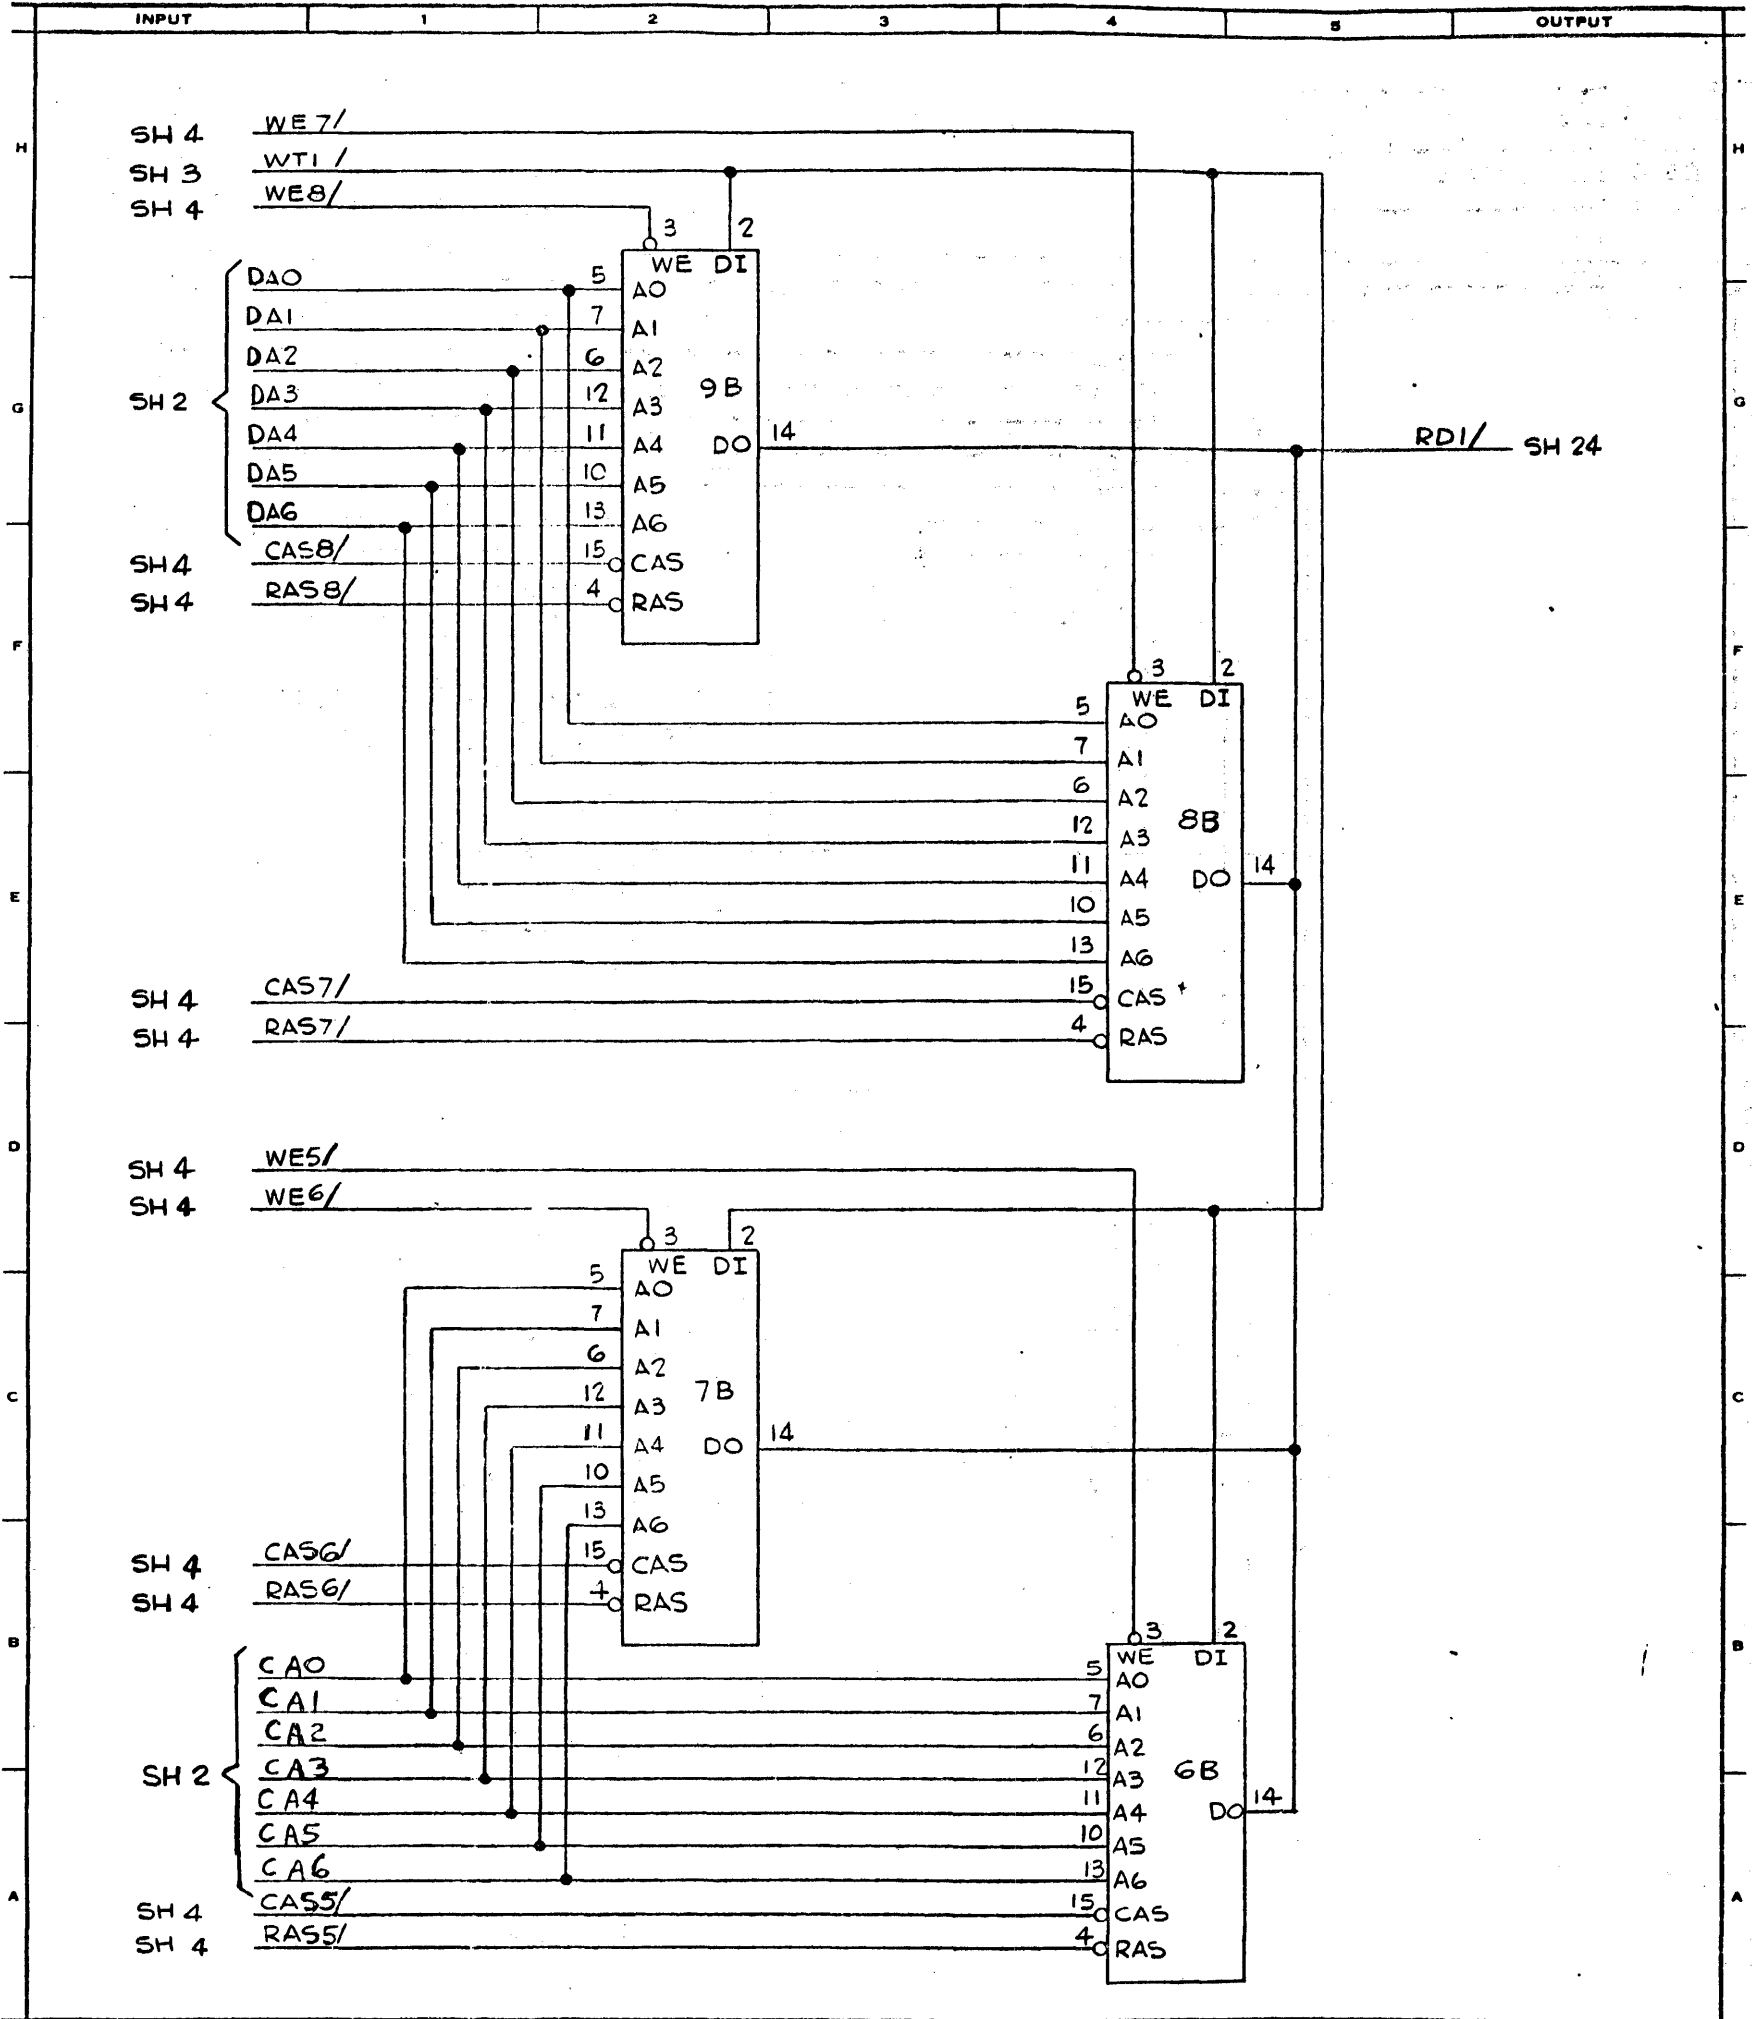 INPUT 1 2 3 4 5 OUTPUT
H SH 4 WE7/ H
SH 3 WT1/
SH 4 WE8/
3 2
WE DI
DA0 5 A0
DA1 7 A1
DA2 6 A2
9B
G SH 2 DA3 12 A3 G
DA4 11 A4 DO 14 RD1/ SH 24
DA5 10 A5
DA6 13 A6
SH4 CAS8/ 15 CAS
SH4 RAS8/ 4 RAS
F F
3 2
WE DI
5 A0
7 A1
6 A2
8B
12 A3
11 A4 DO 14
E E
10 A5
13 A6
SH 4 CAS7/ 15 CAS
SH 4 RAS7/ 4 RAS
D D
SH 4 WE5/
SH 4 WE6/
3 2
WE DI
5 A0
7 A1
6 A2
7B
C C
12 A3
11 A4 DO 14
10 A5
13 A6
SH 4 CAS6/ 15 CAS
SH 4 RAS6/ 4 RAS
B B
3 2
WE DI
CA0 5 A0
CA1 7 A1
CA2 6 A2
SH 2 CA3 12 A3 6B
CA4 11 A4 DO 14
CA5 10 A5
CA6 13 A6
A A
SH 4 CAS5/ 15 CAS
SH 4 RAS5/ 4 RAS